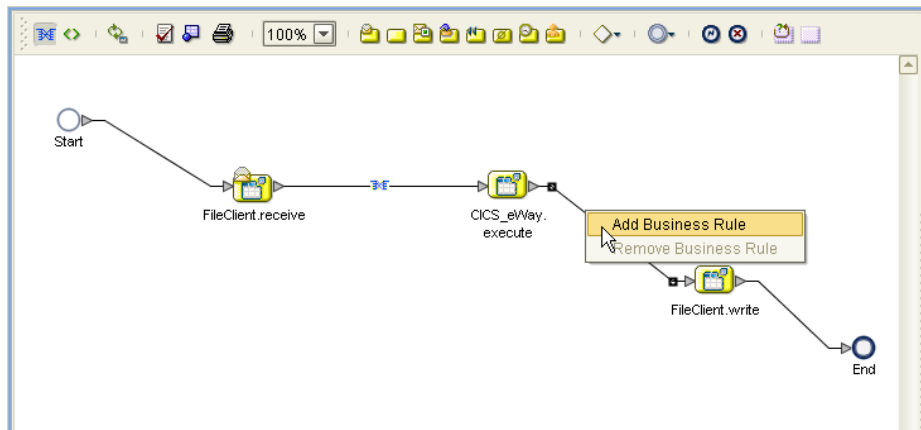 100%
Start
FileClient.receive
CICS_eWay.
execute
Add Business Rule
Remove Business Rule
FileClient.write
End